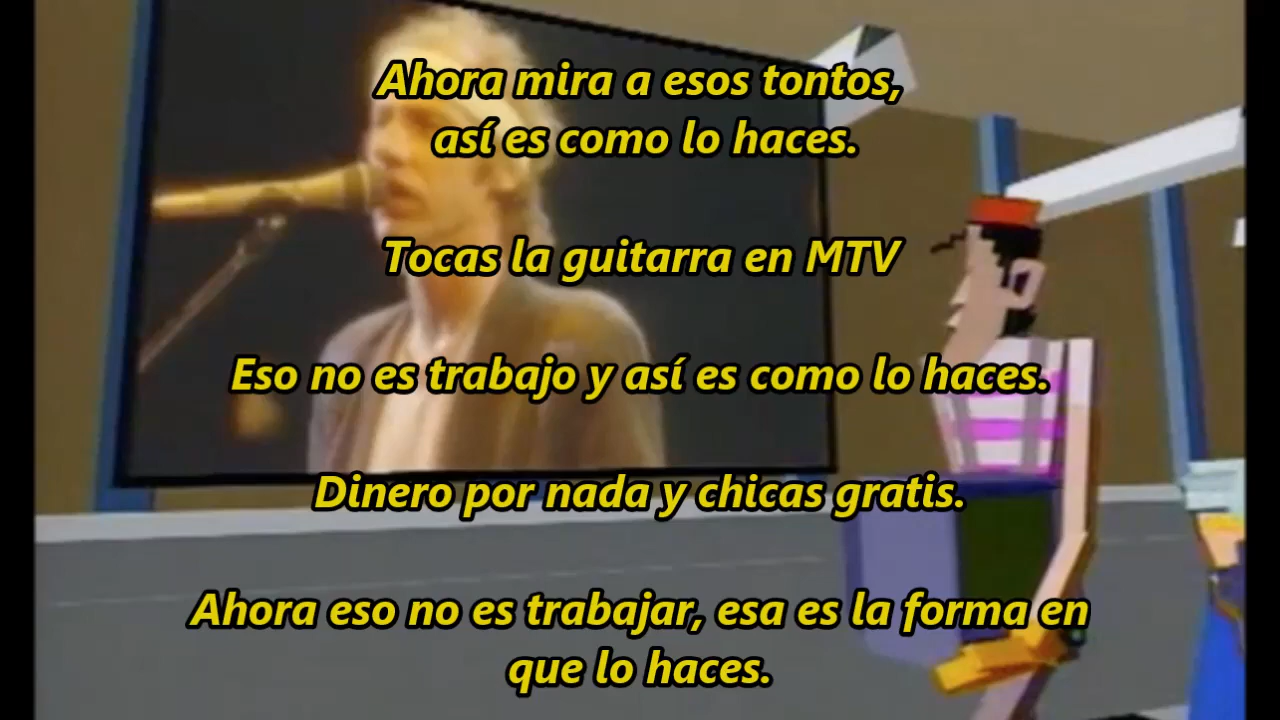 Ahora mira a esos tontos,
así es como lo haces.
Tocas la guitarra en MTV
Eso no es trabajo y así es como lo haces.
Dinero por nada y chicas gratis.
Ahora eso no es trabajar, esa es la forma en
que lo haces.